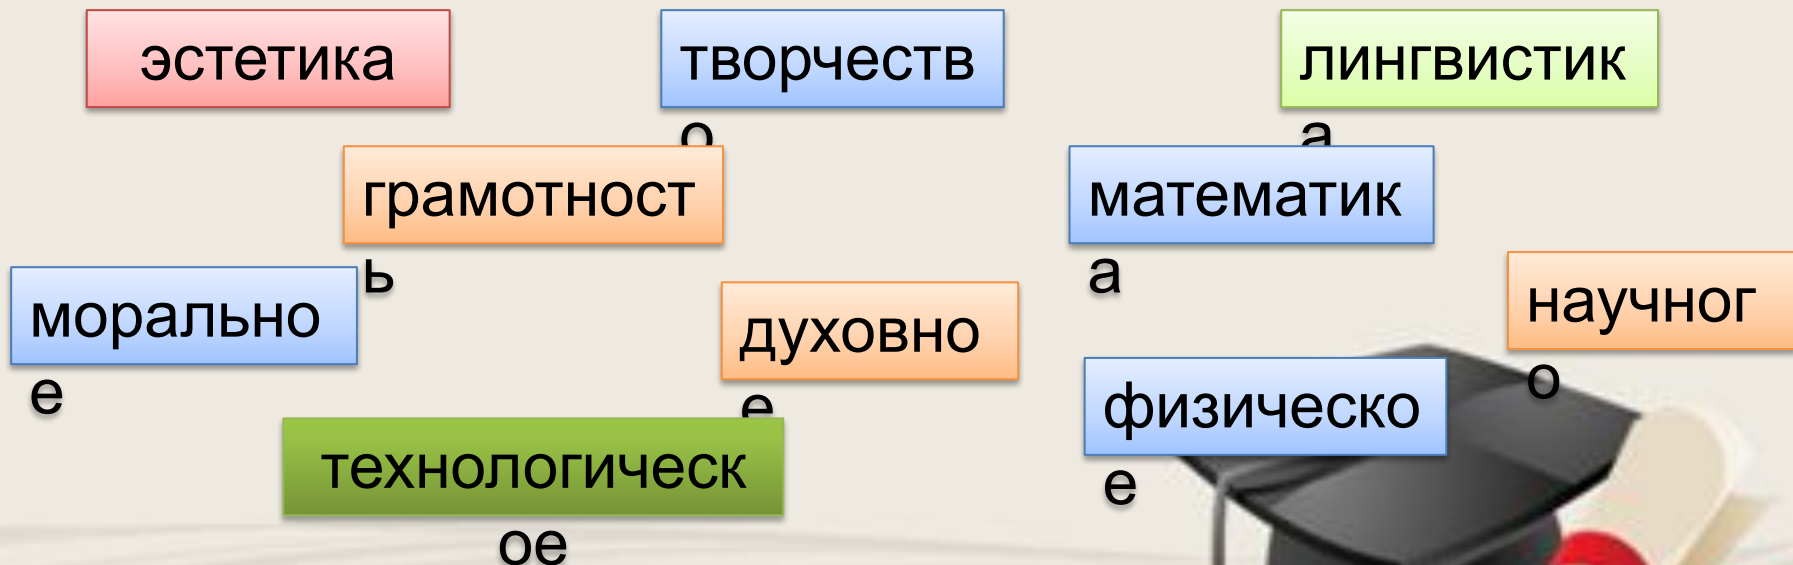 эстетика
творчеств
о
лингвистик
а
грамотност
ь
математик
а
морально
е
духовно
е
научног
о
физическо
е
технологическ
ое